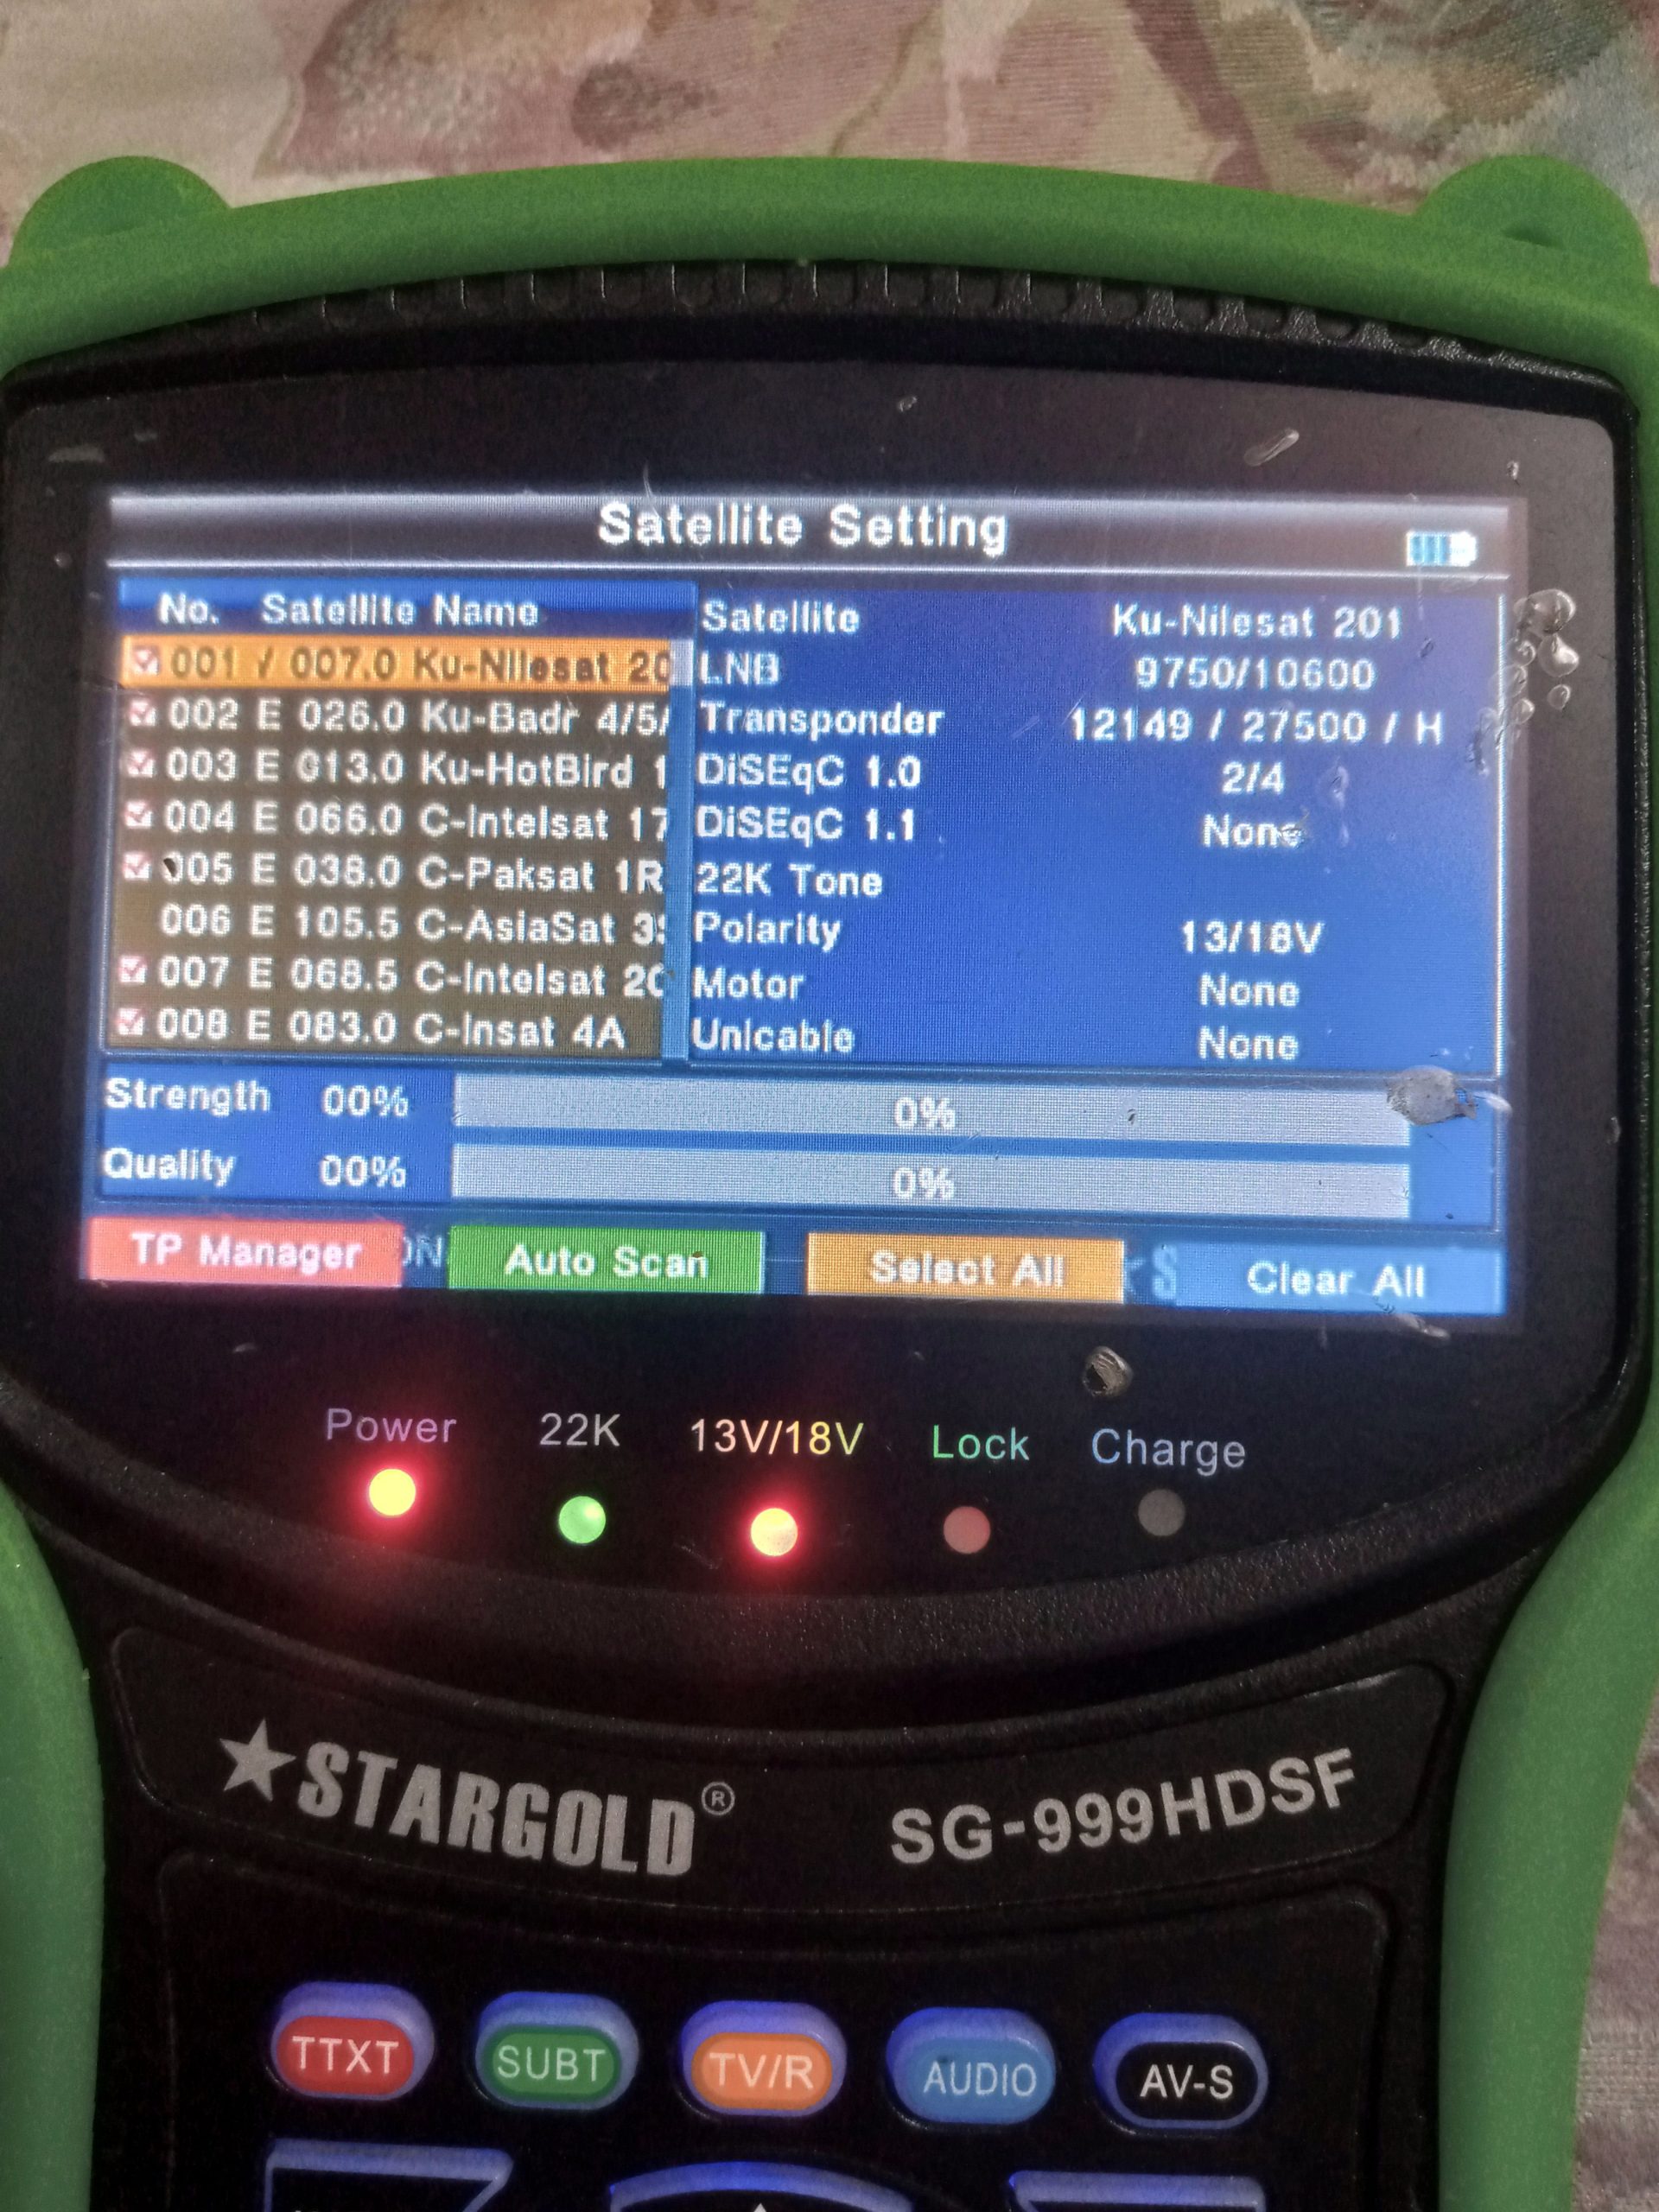 Satellite Setting
No. Satellite Name
001 / 007.0 Ku-Nilesat 20
002 E 026.0 Ku-Badr 4/5/
003 E 013.0 Ku-HotBird 1
004 E 066.0 C-Intelsat 17
005 E 038.0 C-Paksat 1R
006 E 105.5 C-AsiaSat 3S
007 E 068.5 C-Intelsat 20
008 E 083.0 C-Insat 4A
Satellite Ku-Nilesat 201
LNB 9750/10600
Transponder 12149 / 27500 / H
DiSEqC 1.0 2/4
DiSEqC 1.1 None
22K Tone
Polarity 13/18V
Motor None
Unicable None
Strength 00% 0%
Quality 00% 0%
TP Manager Auto Scan Select All Clear All
Power 22K 13V/18V Lock Charge
★STARGOLD® SG-999HDSF
TTXT SUBT TV/R AUDIO AV-S